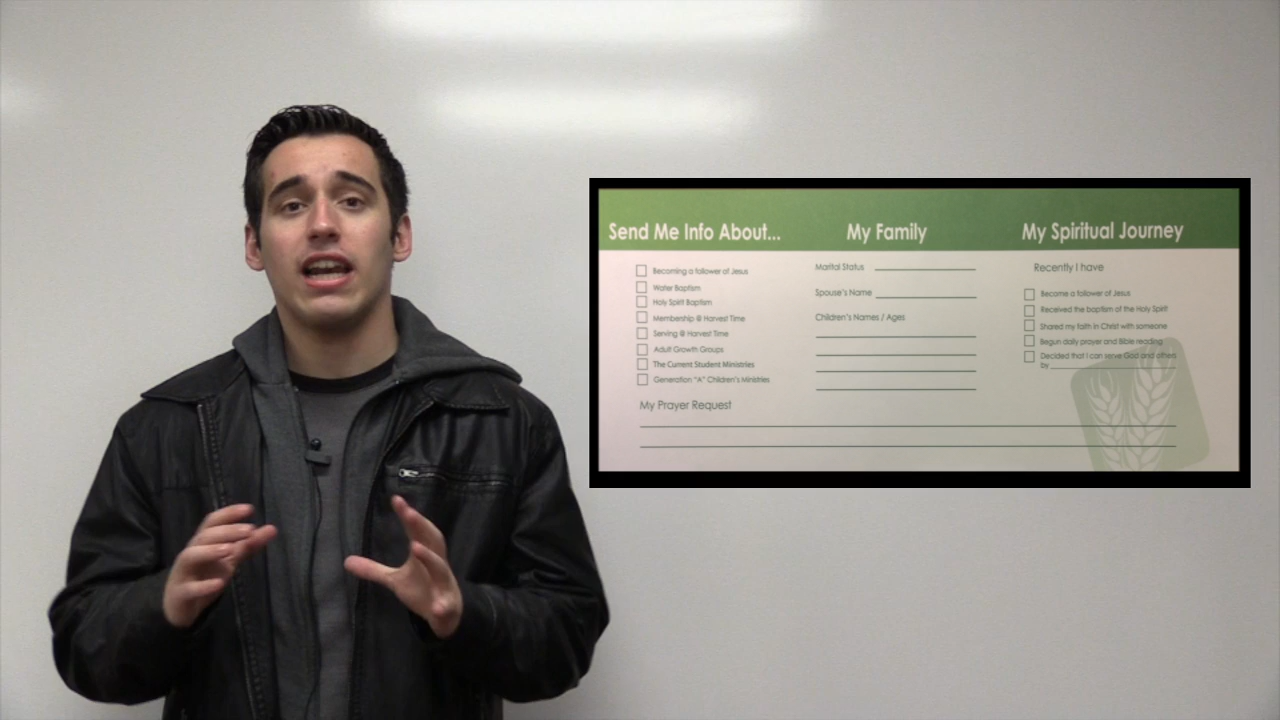 Send Me Info About...
Becoming a follower of Jesus
Water Baptism
Holy Spirit Baptism
Membership @ Harvest Time
Serving @ Harvest Time
Adult Growth Groups
The Current Student Ministries
Generation "A" Children's Ministries
My Family
Marital Status
Spouse's Name
Children's Names / Ages
My Spiritual Journey
Recently I have
Become a follower of Jesus
Received the baptism of the Holy Spirit
Shared my faith in Christ with someone
Begun daily prayer and Bible reading
Decided that I can serve God and others
by
My Prayer Request